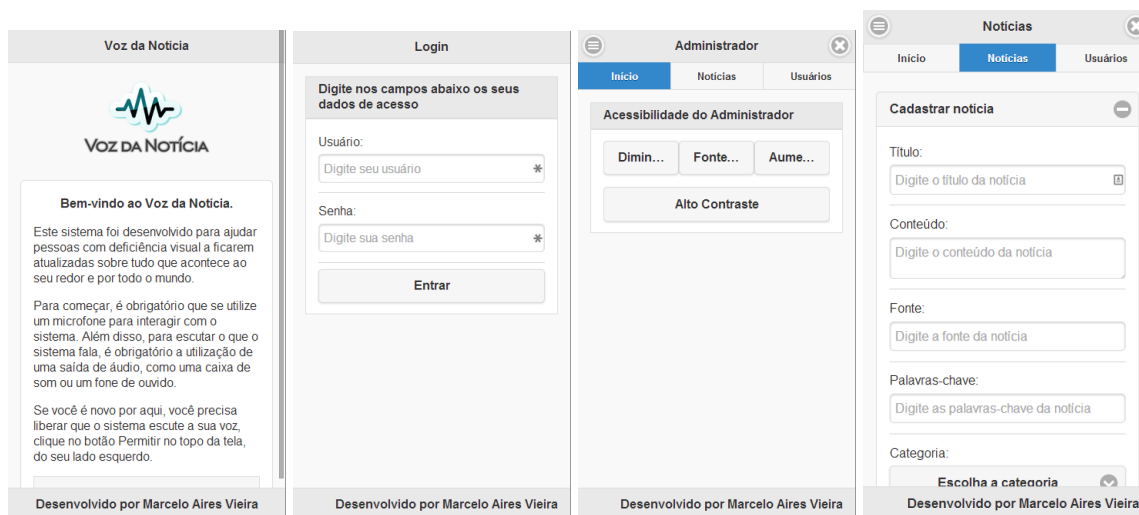 Voz da Notícia
VOZ DA NOTÍCIA
Bem-vindo ao Voz da Notícia.
Este sistema foi desenvolvido para ajudar
pessoas com deficiência visual a ficarem
atualizadas sobre tudo que acontece ao
seu redor e por todo o mundo.
Para começar, é obrigatório que se utilize
um microfone para interagir com o
sistema. Além disso, para escutar o que o
sistema fala, é obrigatório a utilização de
uma saída de áudio, como uma caixa de
som ou um fone de ouvido.
Se você é novo por aqui, você precisa
liberar que o sistema escute a sua voz,
clique no botão Permitir no topo da tela,
do seu lado esquerdo.
Desenvolvido por Marcelo Aires Vieira
Login
Digite nos campos abaixo os seus
dados de acesso
Usuário:
Digite seu usuário
Senha:
Digite sua senha
Entrar
Desenvolvido por Marcelo Aires Vieira
Administrador
Início Notícias Usuários
Acessibilidade do Administrador
Dimin... Fonte... Aume...
Alto Contraste
Desenvolvido por Marcelo Aires Vieira
Notícias
Início Notícias Usuários
Cadastrar notícia
Título:
Digite o título da notícia
Conteúdo:
Digite o conteúdo da notícia
Fonte:
Digite a fonte da notícia
Palavras-chave:
Digite as palavras-chave da notícia
Categoria:
Escolha a categoria
Desenvolvido por Marcelo Aires Vieira